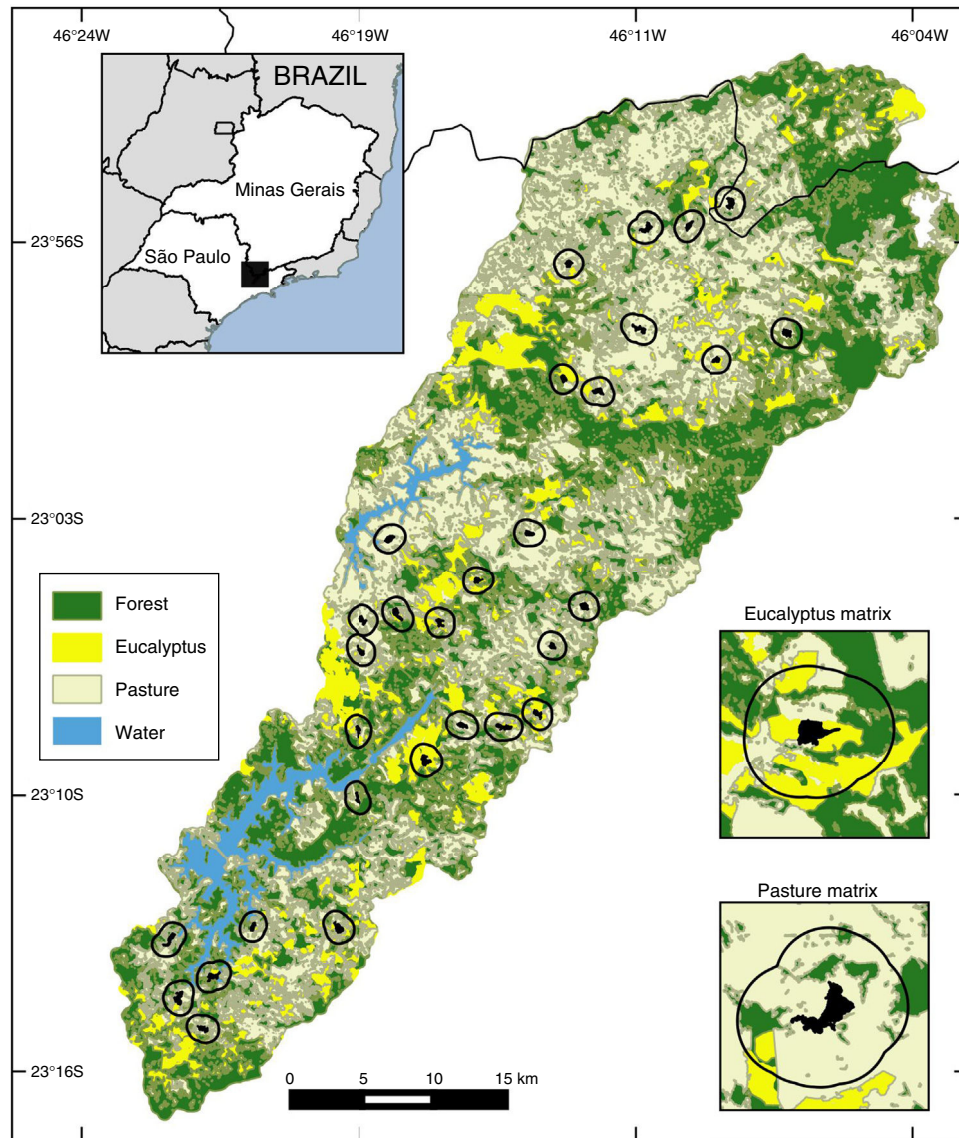 46°24W 46°19W 46°11W 46°04W
BRAZIL
Minas Gerais
São Paulo
23°56S
23°03S
Forest
Eucalyptus
Pasture
Water
Eucalyptus matrix
23°10S
Pasture matrix
23°16S
0 5 10 15 km